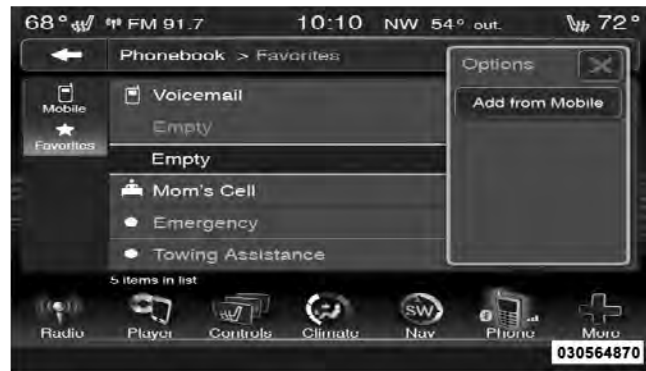 68° FM 91.7 10:10 NW 54° out. 72°
Phonebook > Favorites
Options
Mobile
Voicemail
Add from Mobile
Empty
Favorites
Empty
Mom's Cell
Emergency
Towing Assistance
5 items in list
Radio Player Controls Climate SW Nav Phone More
030564870